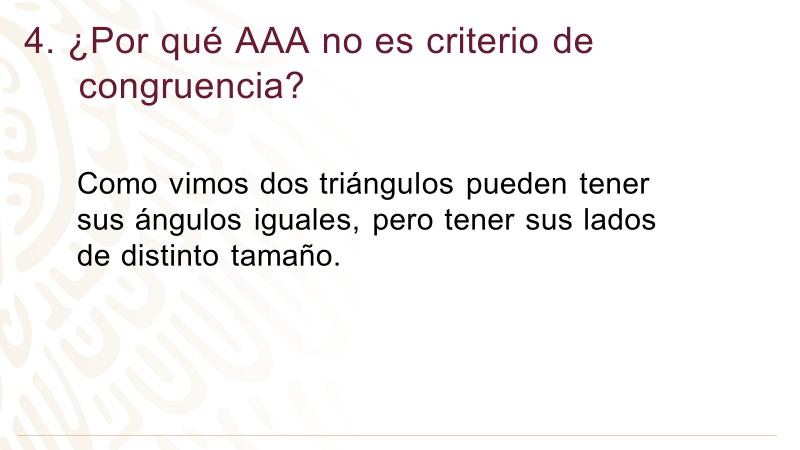 4. ¿Por qué AAA no es criterio de
congruencia?
Como vimos dos triángulos pueden tener
sus ángulos iguales, pero tener sus lados
de distinto tamaño.